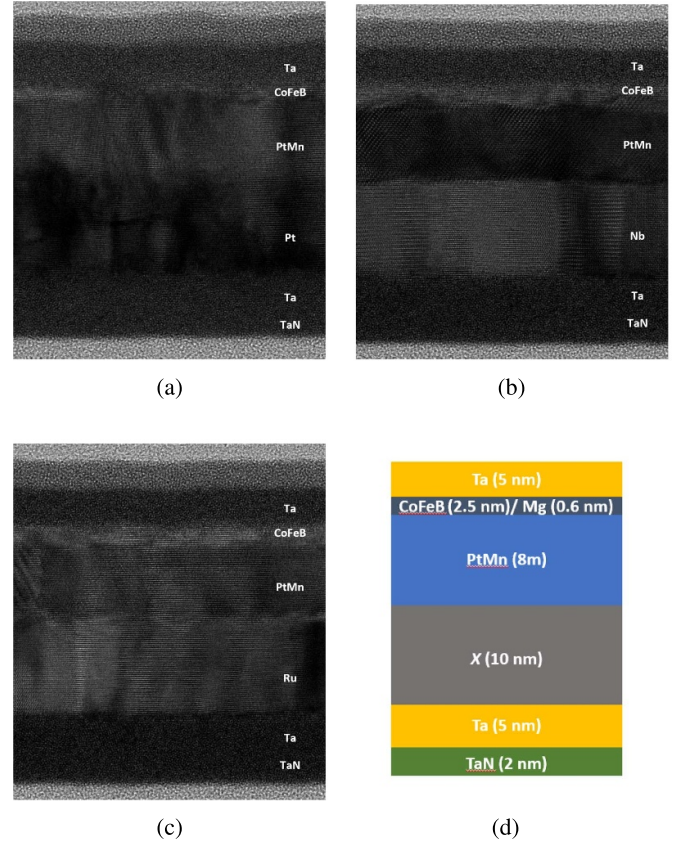 Ta
CoFeB
PtMn
Pt
Ta
TaN
(a)
Ta
CoFeB
PtMn
Nb
Ta
TaN
(b)
Ta
CoFeB
PtMn
Ru
Ta
TaN
(c)
Ta (5 nm)
CoFeB (2.5 nm)/ Mg (0.6 nm)
PtMn (8m)
X (10 nm)
Ta (5 nm)
TaN (2 nm)
(d)